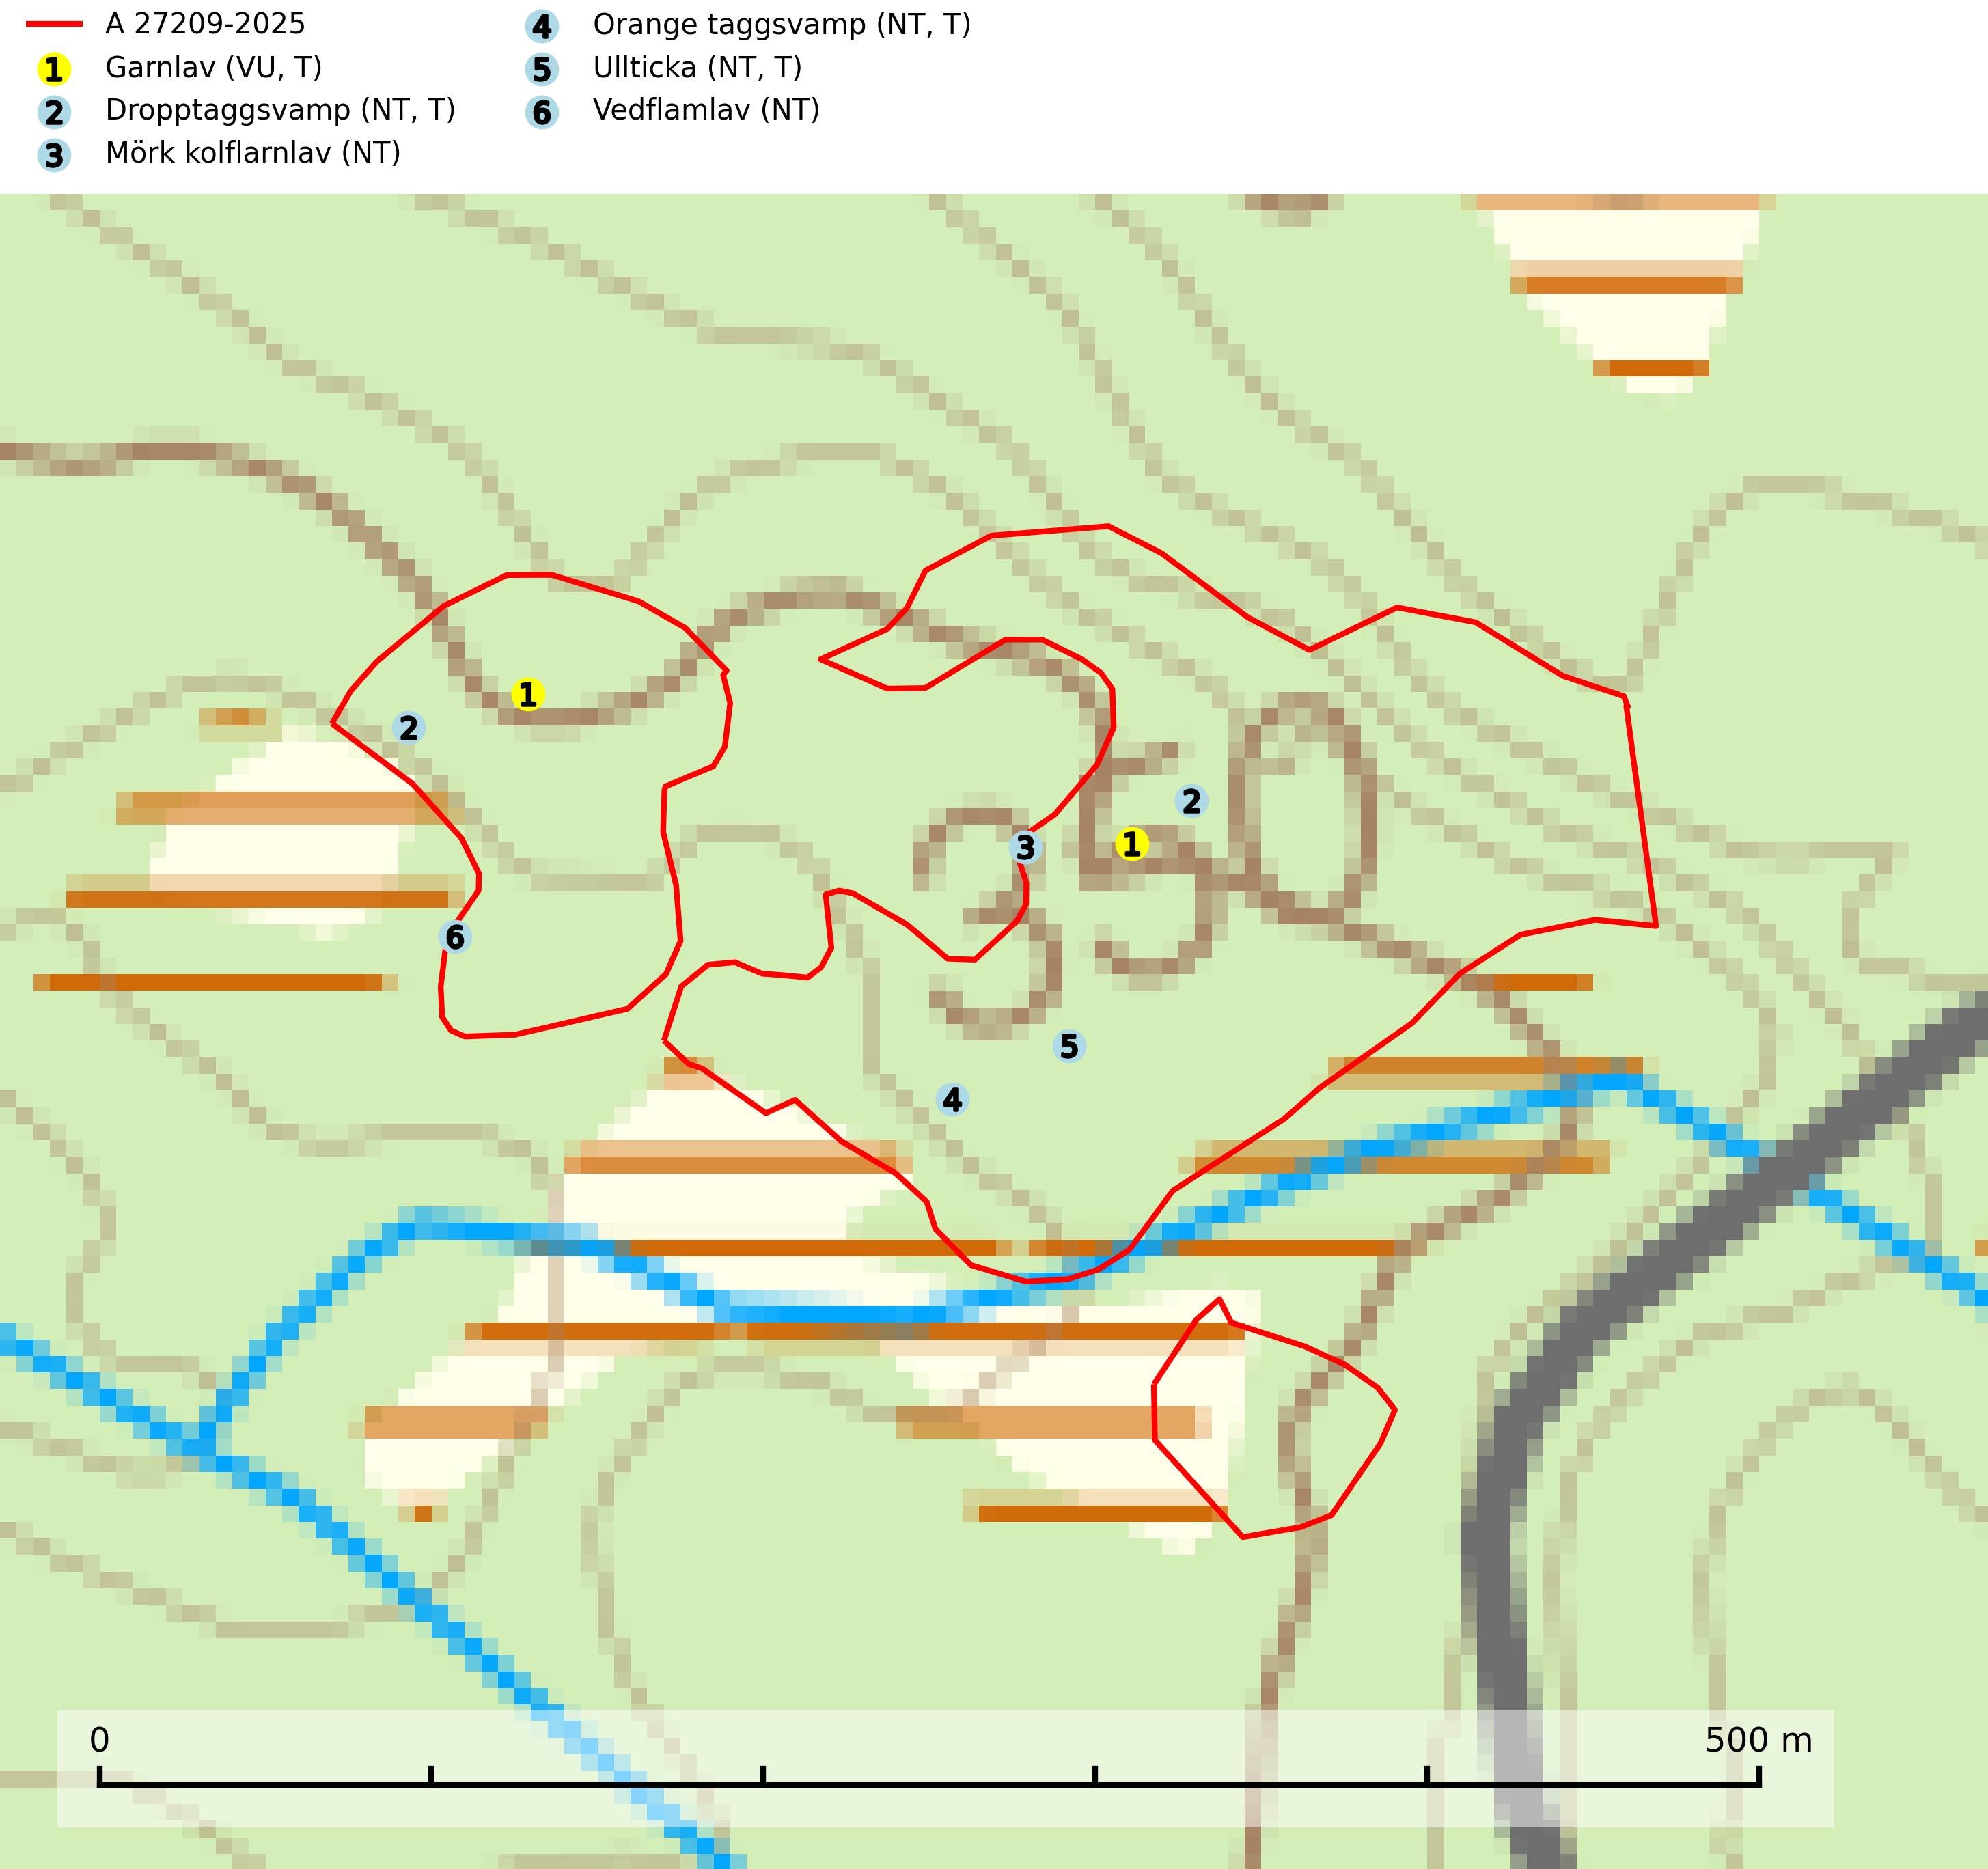 A 27209-2025
1 Garnlav (VU, T)
2 Dropptaggsvamp (NT, T)
3 Mörk kolflarnlav (NT)
4 Orange taggsvamp (NT, T)
5 Ullticka (NT, T)
6 Vedflamlav (NT)
1
2
2
1
3
6
5
4
350
0 500 m